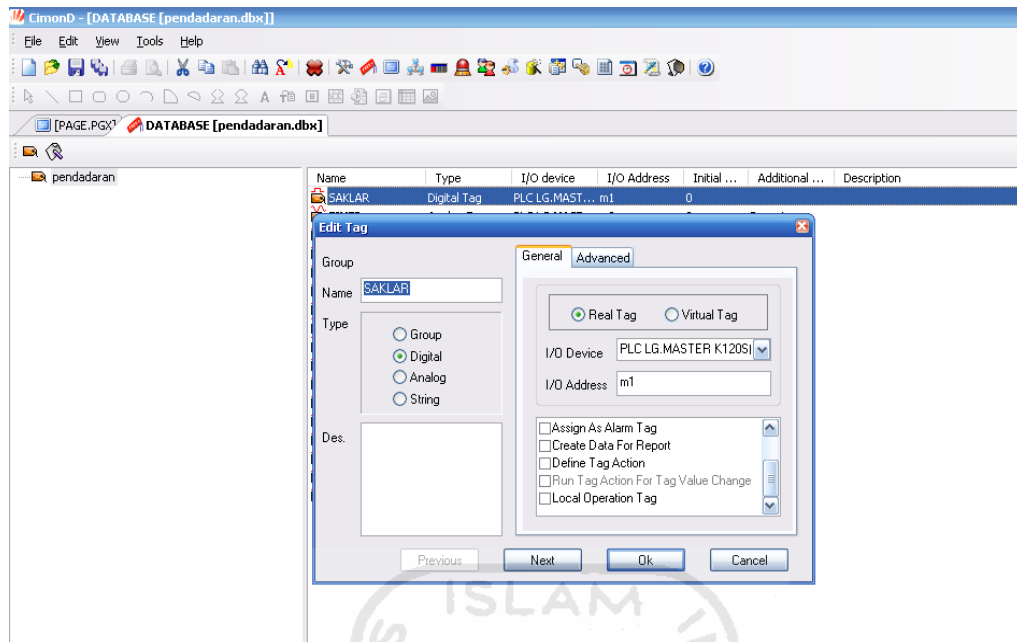 CimonD - [DATABASE [pendadaran.dbx]]
File Edit View Tools Help
[PAGE.PGX] DATABASE [pendadaran.dbx]
pendadaran
Name Type I/O device I/O Address Initial ... Additional ... Description
SAKLAR Digital Tag PLC LG.MAST... m1 0
Edit Tag
Group
Name SAKLAR
Type
Group
Digital
Analog
String
Des.
General Advanced
Real Tag Virtual Tag
I/O Device PLC LG.MASTER K120S(
I/O Address m1
Assign As Alarm Tag
Create Data For Report
Define Tag Action
Run Tag Action For Tag Value Change
Local Operation Tag
Previous Next Ok Cancel
ISLAM